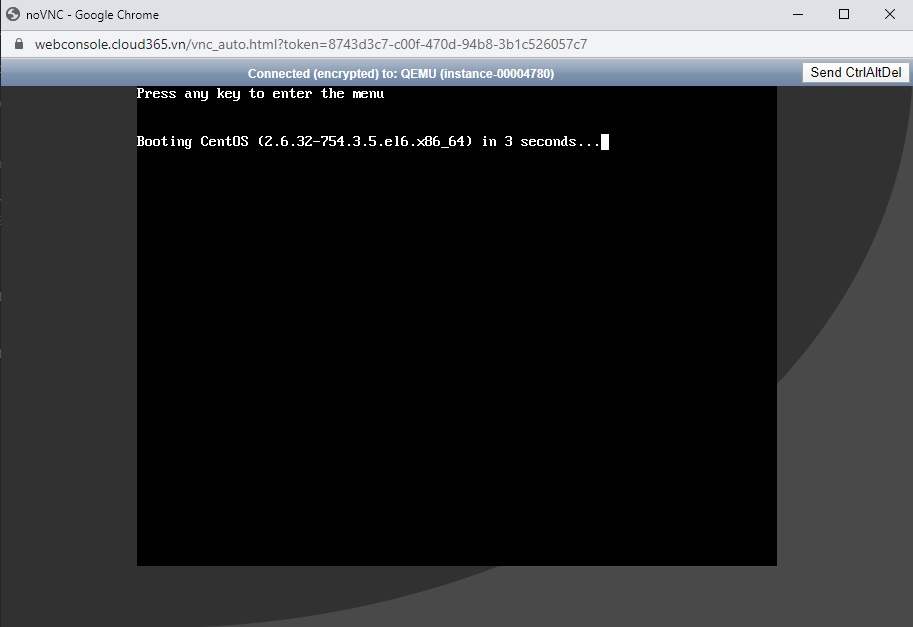 noVNC - Google Chrome
webconsole.cloud365.vn/vnc_auto.html?token=8743d3c7-c00f-470d-94b8-3b1c526057c7
Connected (encrypted) to: QEMU (instance-00004780)
Send CtrlAltDel
Press any key to enter the menu
Booting CentOS (2.6.32-754.3.5.el6.x86_64) in 3 seconds...